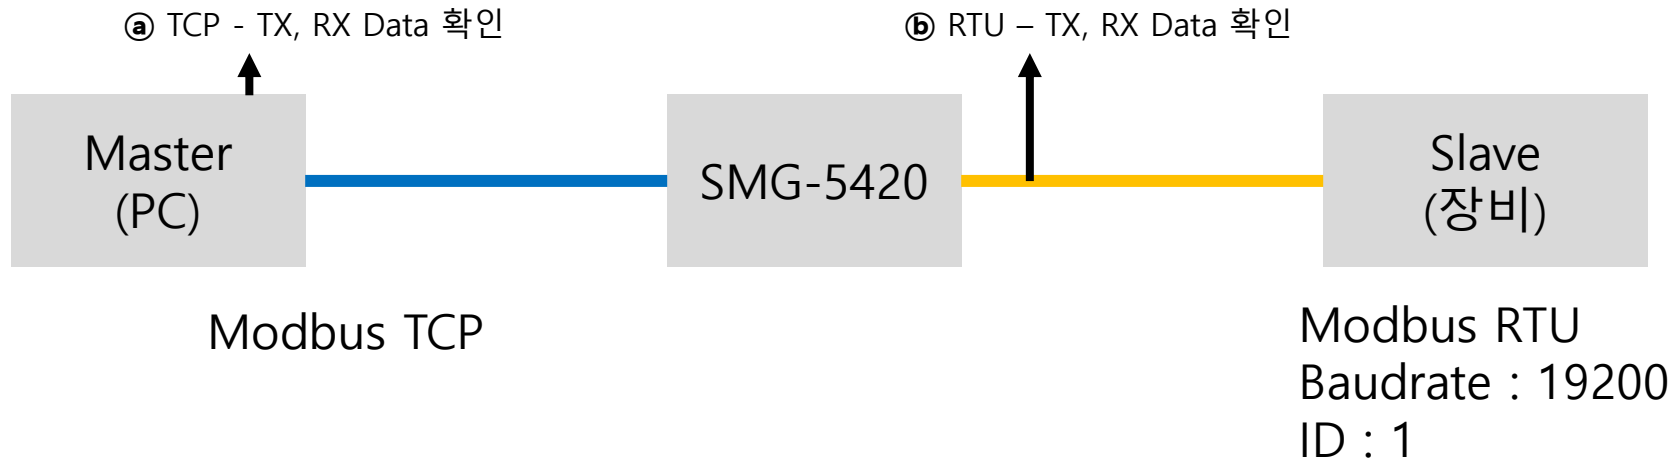 ⓐ TCP - TX, RX Data 확인
ⓑ RTU – TX, RX Data 확인
Master
(PC)
SMG-5420
Slave
(장비)
Modbus TCP
Modbus RTU
Baudrate : 19200
ID : 1